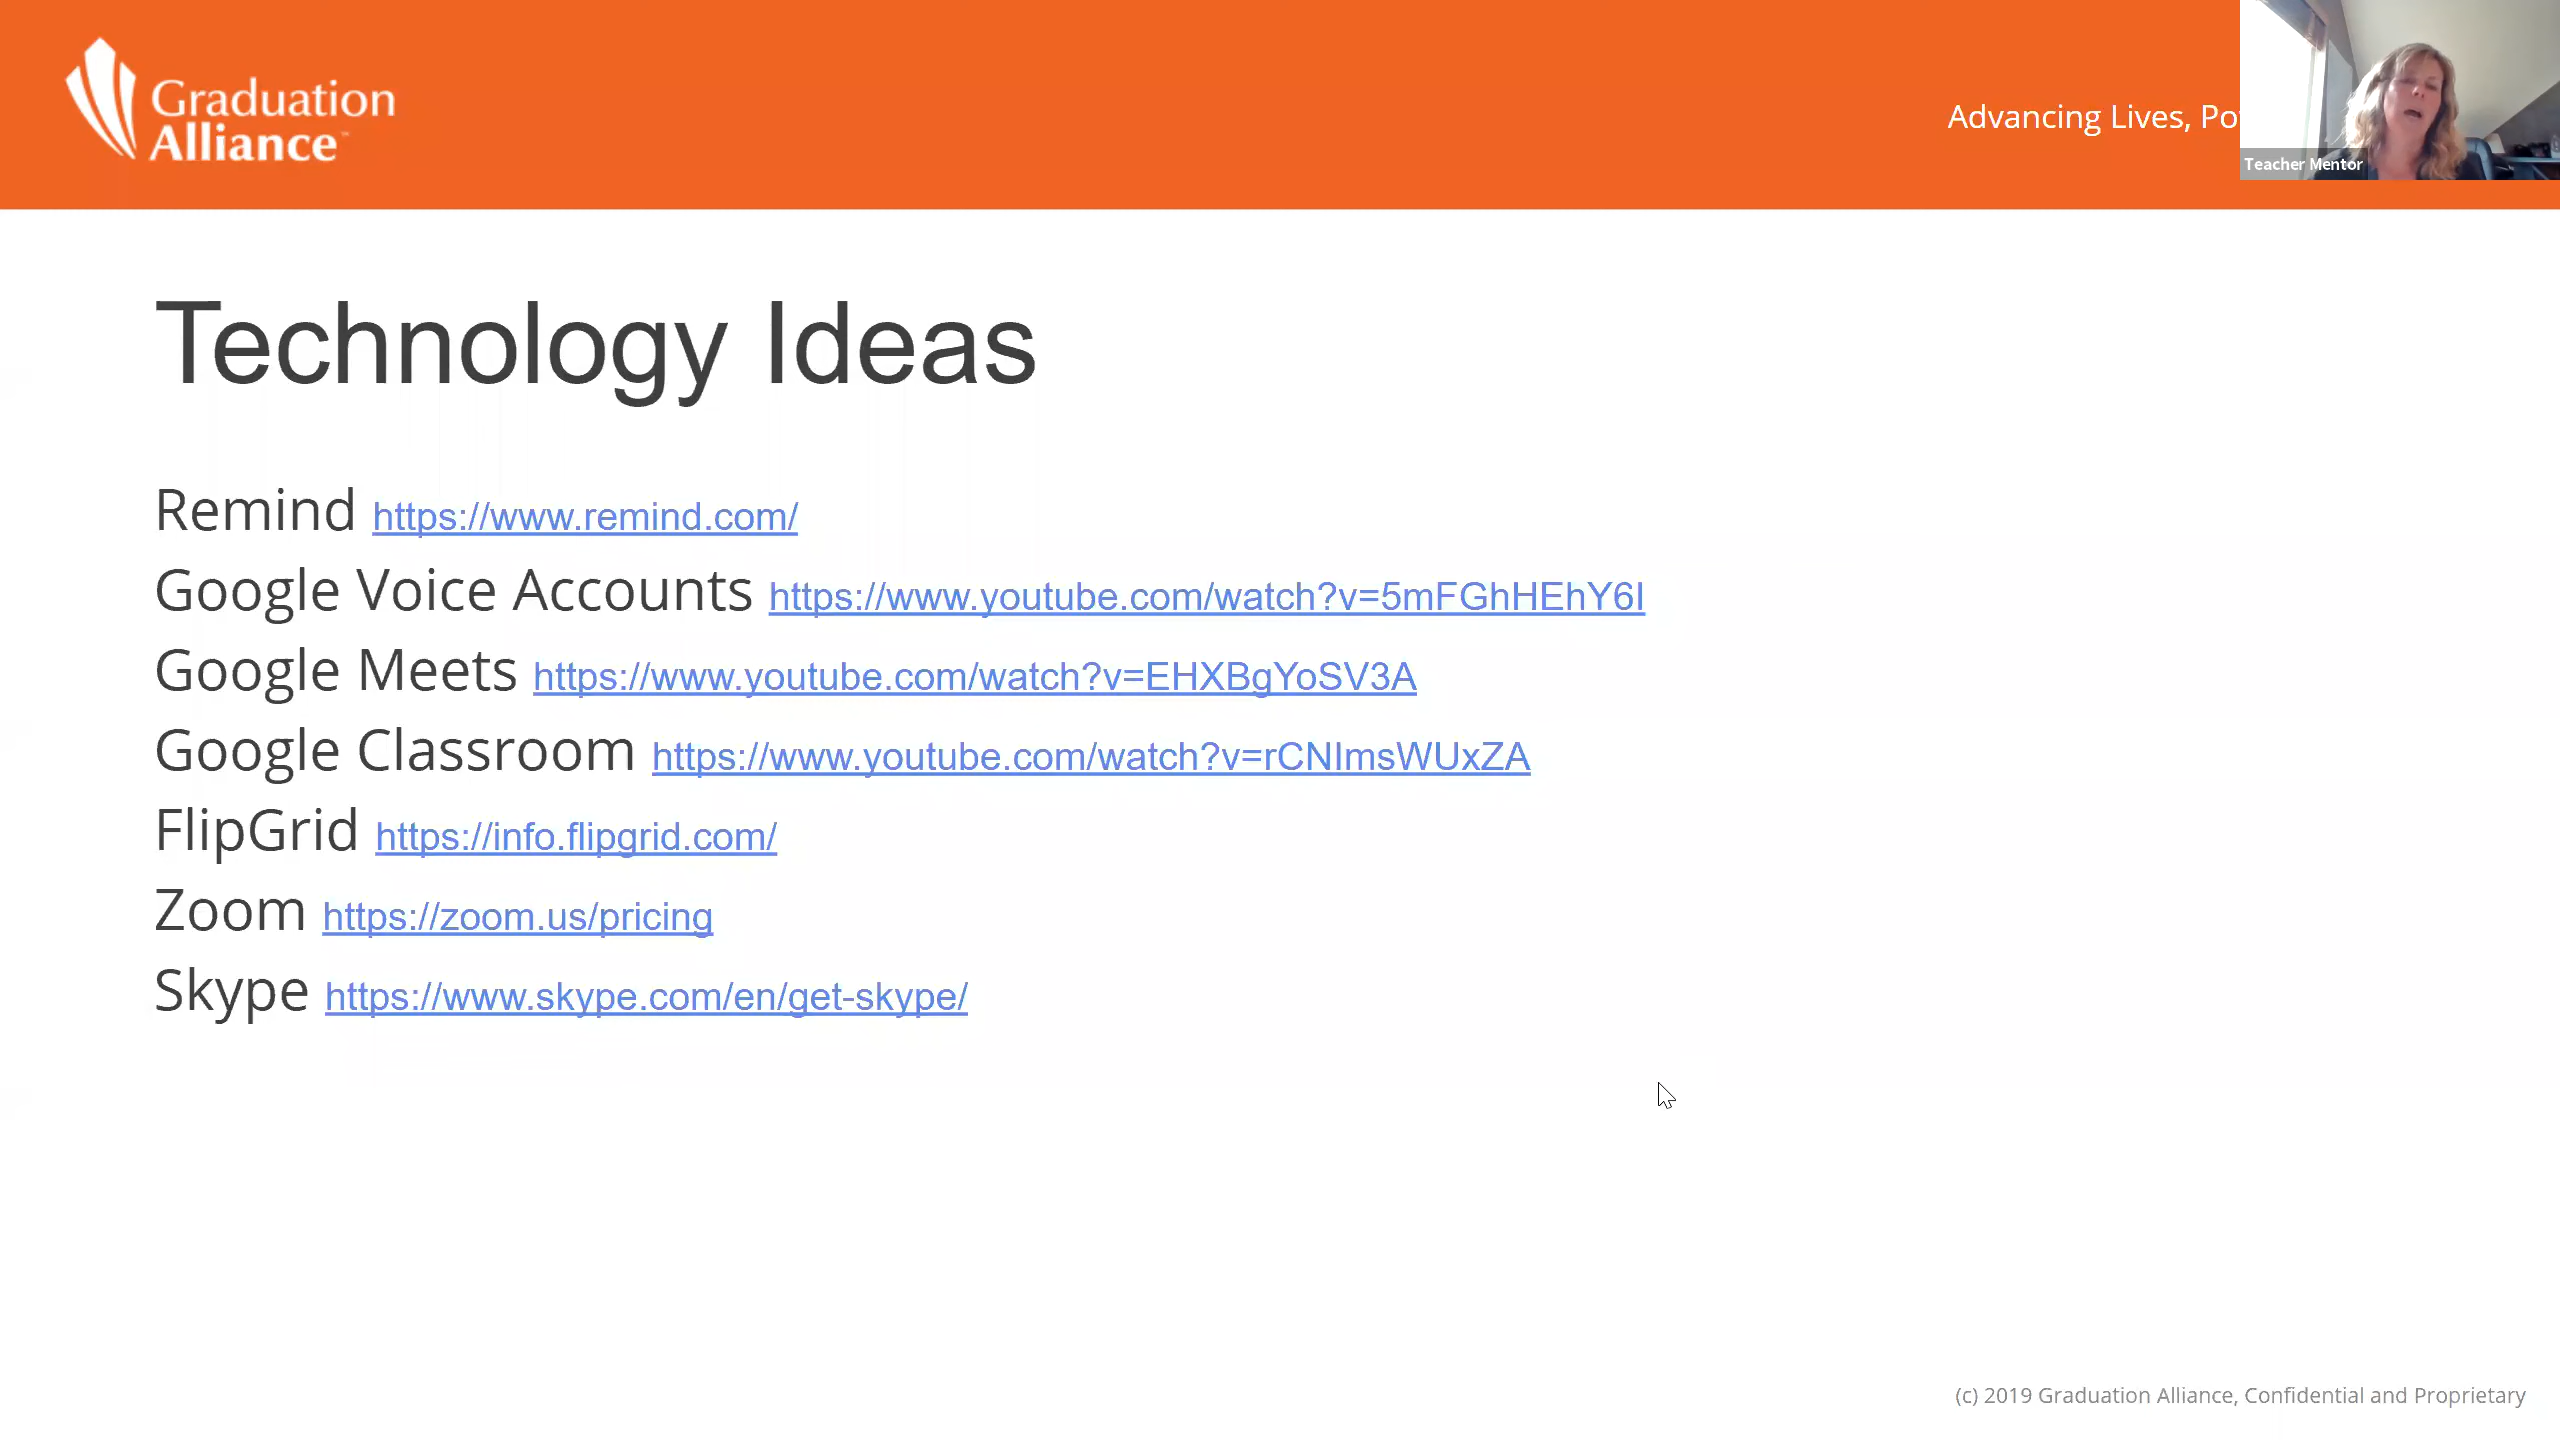 Graduation
Alliance™
Advancing Lives, Po
Teacher Mentor
Technology Ideas
Remind https://www.remind.com/
Google Voice Accounts https://www.youtube.com/watch?v=5mFGhHEhY6I
Google Meets https://www.youtube.com/watch?v=EHXBgYoSV3A
Google Classroom https://www.youtube.com/watch?v=rCNImsWUxZA
FlipGrid https://info.flipgrid.com/
Zoom https://zoom.us/pricing
Skype https://www.skype.com/en/get-skype/
(c) 2019 Graduation Alliance, Confidential and Proprietary